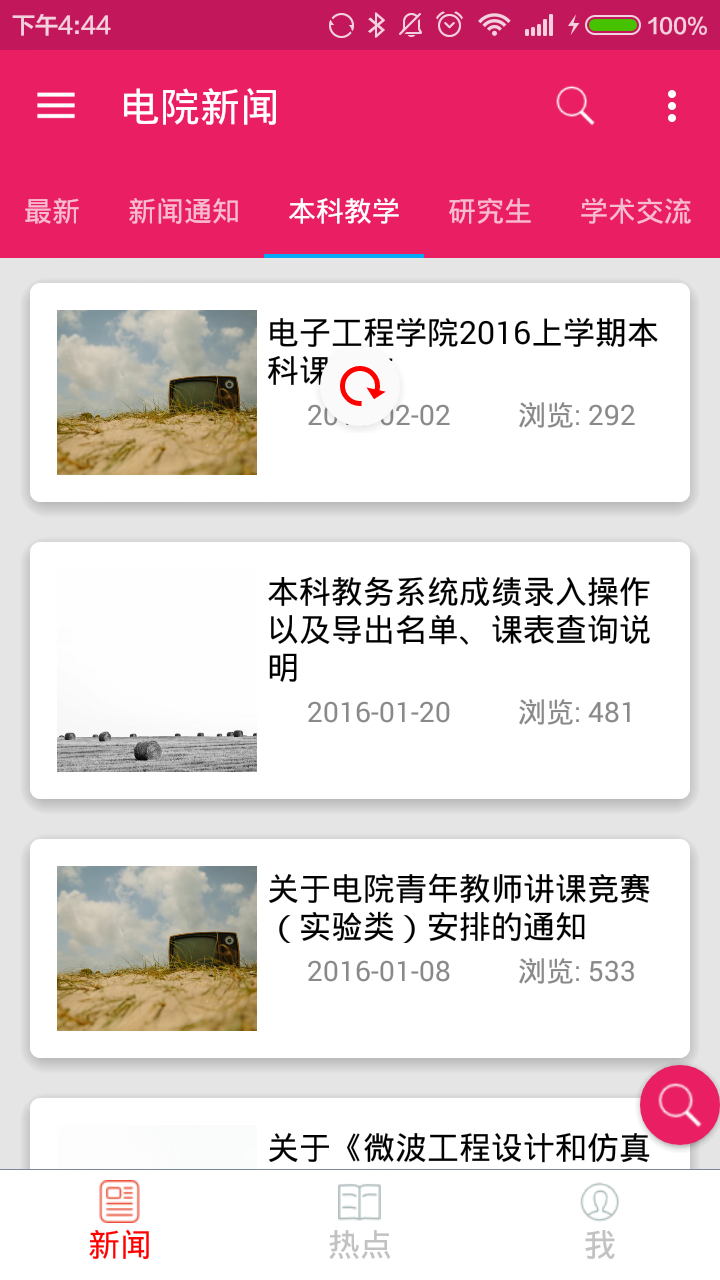 下午4:44
100%
电院新闻
最新 新闻通知 本科教学 研究生 学术交流
电子工程学院2016上学期本
科课
20 02-02 浏览: 292
本科教务系统成绩录入操作
以及导出名单、课表查询说
明
2016-01-20 浏览: 481
关于电院青年教师讲课竞赛
（实验类）安排的通知
2016-01-08 浏览: 533
关于《微波工程设计和仿真
新闻 热点 我